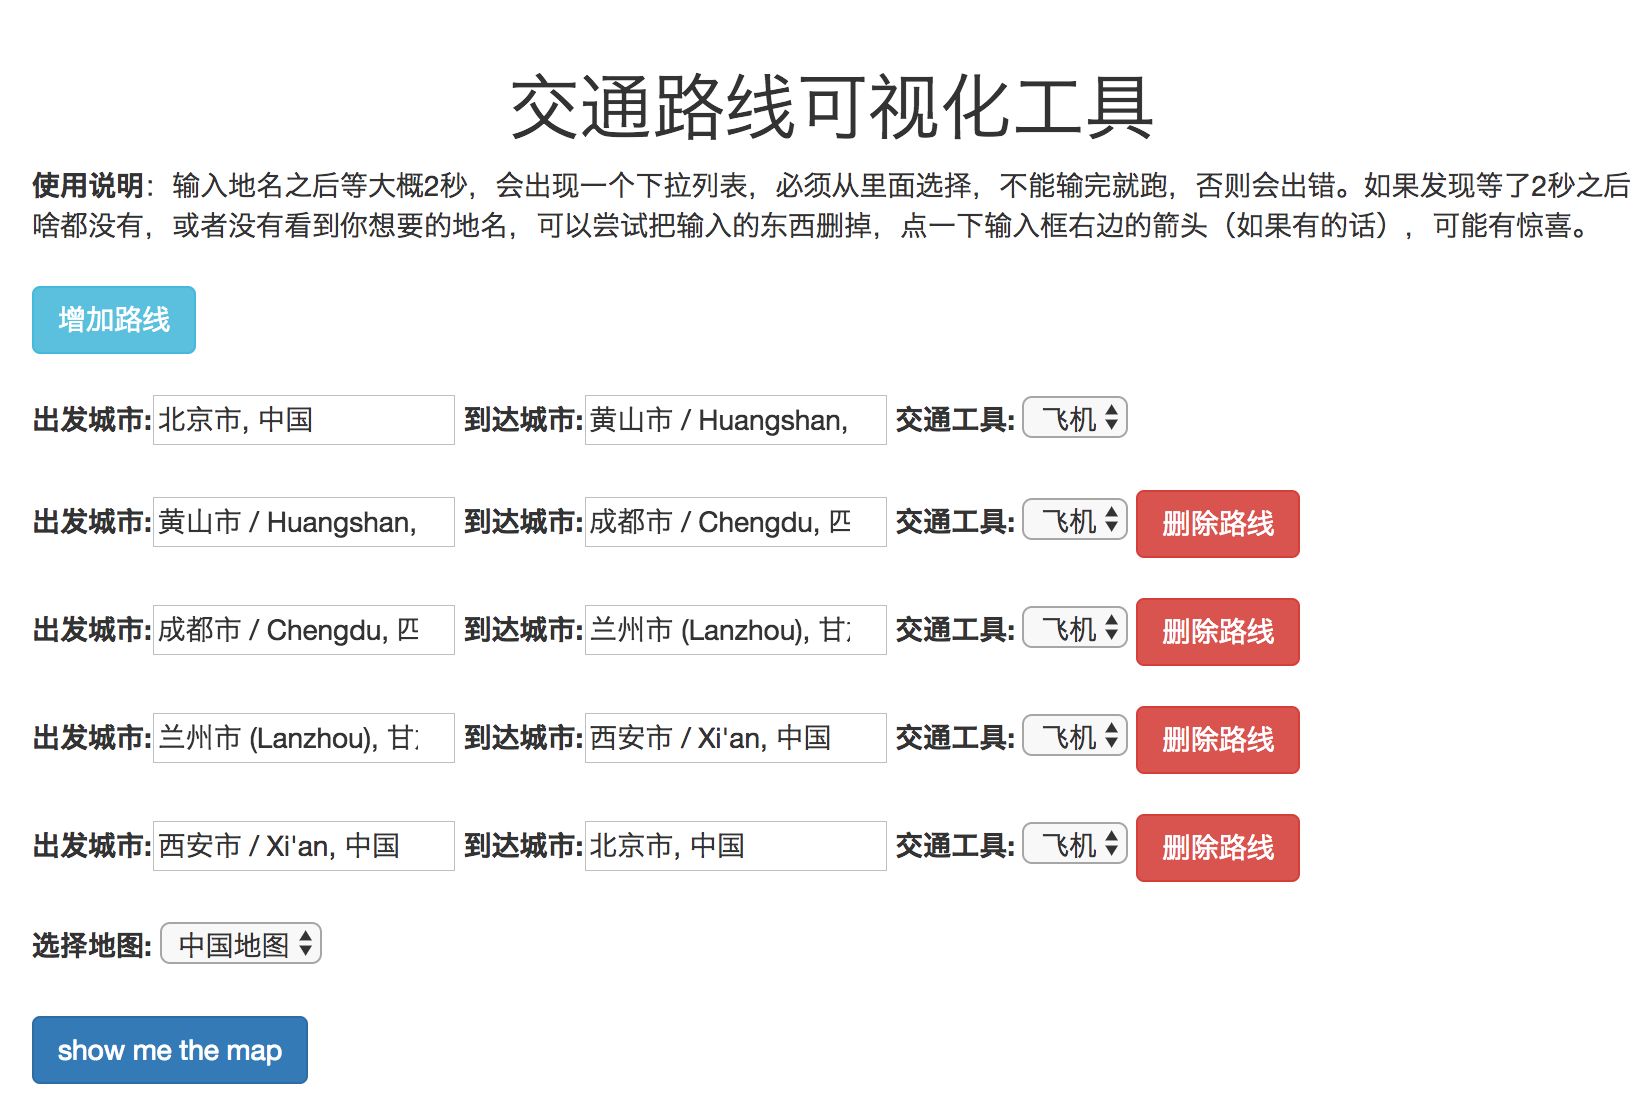 交通路线可视化工具
使用说明：输入地名之后等大概2秒，会出现一个下拉列表，必须从里面选择，不能输完就跑，否则会出错。如果发现等了2秒之后
啥都没有，或者没有看到你想要的地名，可以尝试把输入的东西删掉，点一下输入框右边的箭头（如果有的话），可能有惊喜。
增加路线
出发城市: 北京市, 中国 到达城市: 黄山市 / Huangshan, 交通工具: 飞机
出发城市: 黄山市 / Huangshan, 到达城市: 成都市 / Chengdu, 四 交通工具: 飞机 删除路线
出发城市: 成都市 / Chengdu, 四 到达城市: 兰州市 (Lanzhou), 甘 交通工具: 飞机 删除路线
出发城市: 兰州市 (Lanzhou), 甘 到达城市: 西安市 / Xi'an, 中国 交通工具: 飞机 删除路线
出发城市: 西安市 / Xi'an, 中国 到达城市: 北京市, 中国 交通工具: 飞机 删除路线
选择地图: 中国地图
show me the map